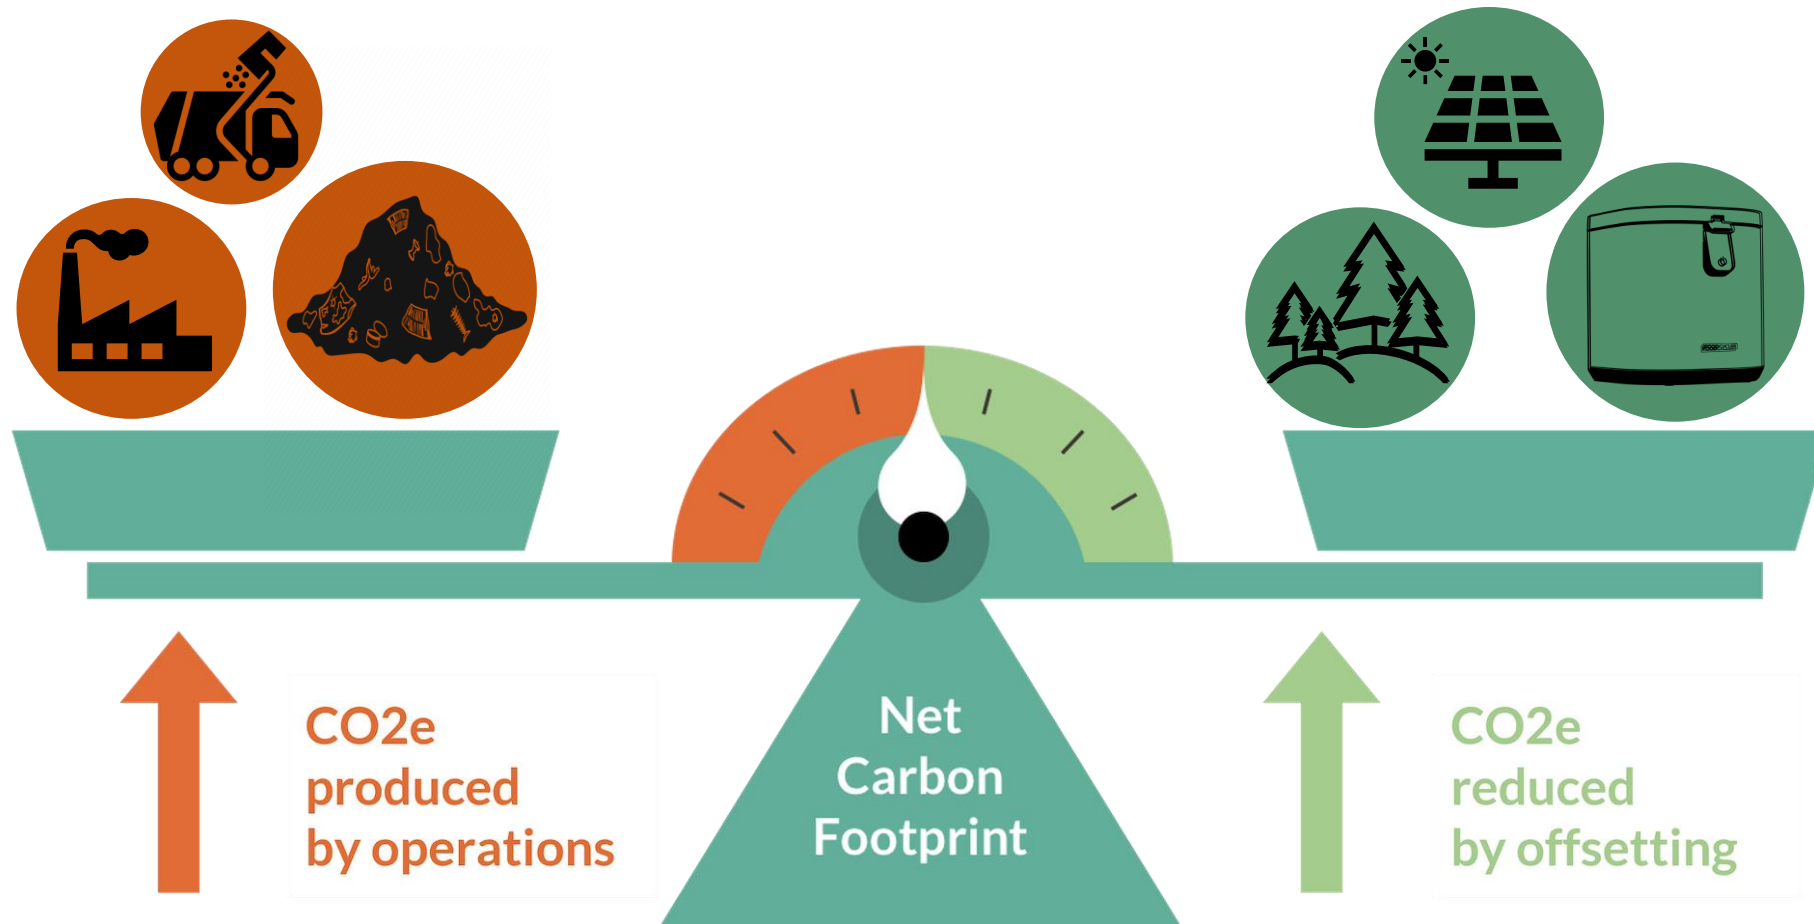 CO2e
produced
by operations
Net
Carbon
Footprint
CO2e
reduced
by offsetting